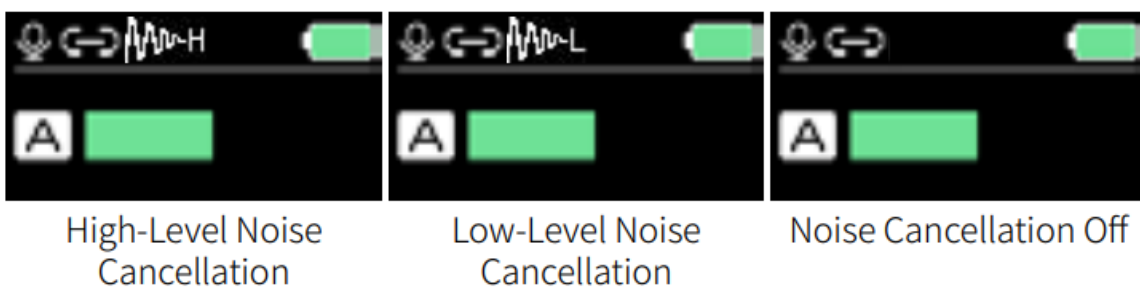 H
L
A
A
A
High-Level Noise
Cancellation
Low-Level Noise
Cancellation
Noise Cancellation Off